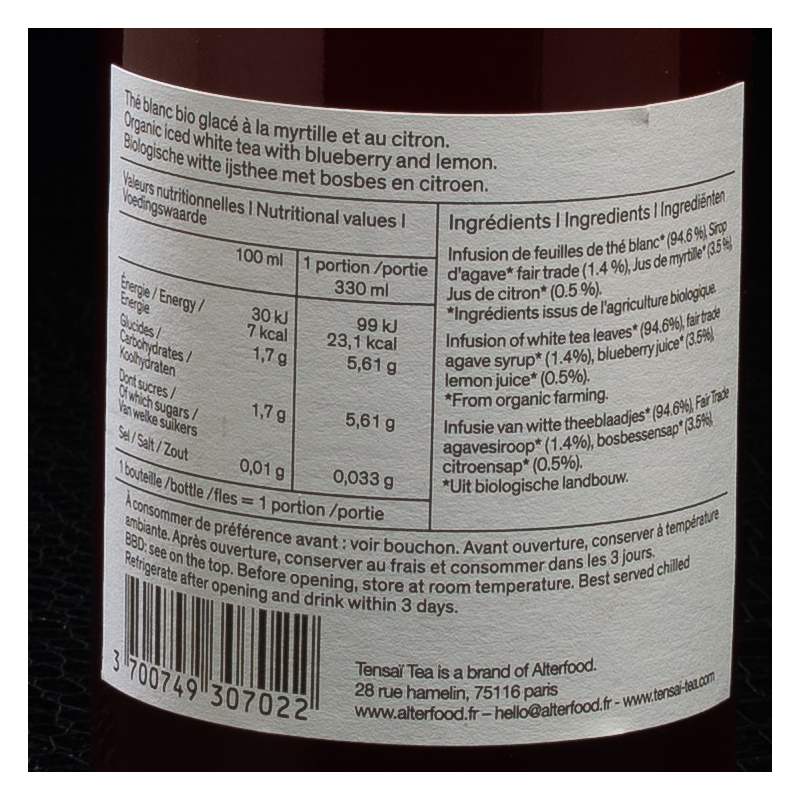 Thé blanc bio glacé à la myrtille et au citron.
Organic iced white tea with blueberry and lemon.
Biologische witte ijsthee met bosbes en citroen.
Valeurs nutritionnelles I Nutritional values I
Voedingswaarde
100 ml
1 portion /portie
330 ml
Énergie / Energy /
Energie
30 kJ
7 kcal
99 kJ
23,1 kcal
Glucides /
Carbohydrates /
Koolhydraten
1,7 g
5,61 g
Dont sucres /
Of which sugars /
Van welke suikers
1,7 g
5,61 g
Sel / Salt / Zout
0,01 g
0,033 g
1 bouteille /bottle /fles = 1 portion /portie
Ingrédients I Ingredients I Ingrediënten
Infusion de feuilles de thé blanc* (94.6 %), Sirop
d'agave* fair trade (1.4 %), Jus de myrtille* (3.5 %),
Jus de citron* (0.5 %).
*Ingrédients issus de l'agriculture biologique.
Infusion of white tea leaves* (94.6%), fair trade
agave syrup* (1.4%), blueberry juice* (3.5%),
lemon juice* (0.5%).
*From organic farming.
Infusie van witte theeblaadjes* (94.6%), Fair Trade
agavesiroop* (1.4%), bosbessensap* (3.5%),
citroensap* (0.5%).
*Uit biologische landbouw.
À consommer de préférence avant : voir bouchon. Avant ouverture, conserver à température
ambiante. Après ouverture, conserver au frais et consommer dans les 3 jours.
BBD: see on the top. Before opening, store at room temperature. Best served chilled
Refrigerate after opening and drink within 3 days.
3 700749 307022
Tensaï Tea is a brand of Alterfood.
28 rue hamelin, 75116 paris
www.alterfood.fr – hello@alterfood.fr - www.tensai-tea.com